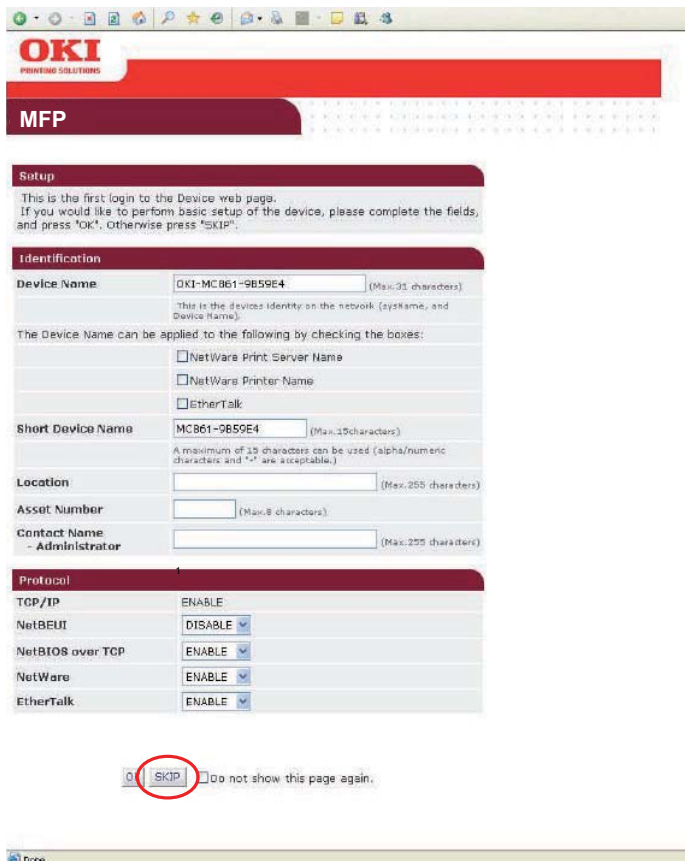 OKI
PRINTING SOLUTIONS
MFP
Setup
This is the first login to the Device web page.
If you would like to perform basic setup of the device, please complete the fields,
and press "OK". Otherwise press "SKIP".
Identification
Device Name OKI-MC861-9B59E4 (Max.31 characters)
This is the devices identity on the network (sysName, and
Device Name).
The Device Name can be applied to the following by checking the boxes:
NetWare Print Server Name
NetWare Printer Name
EtherTalk
Short Device Name MC861-9B59E4 (Max.15characters)
A maximum of 15 characters can be used (alpha/numeric
characters and "-" are acceptable.)
Location (Max.255 characters)
Asset Number (Max.8 characters)
Contact Name
- Administrator (Max.255 characters)
1
Protocol
TCP/IP ENABLE
NetBEUI DISABLE
NetBIOS over TCP ENABLE
NetWare ENABLE
EtherTalk ENABLE
OK SKIP Do not show this page again.
Done